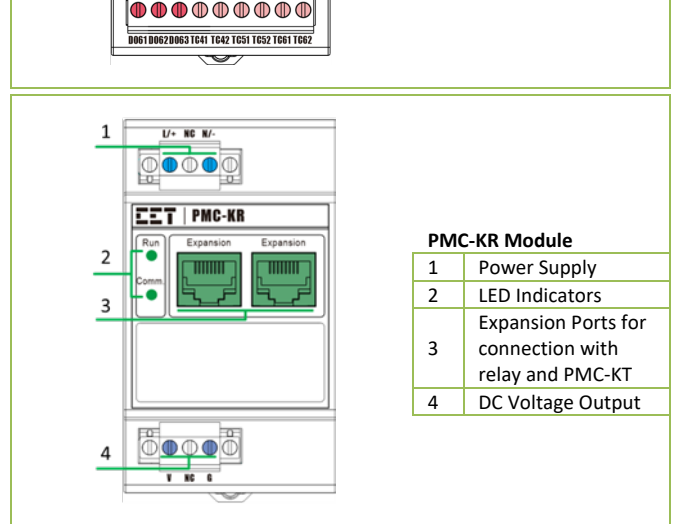 DO61 DO62 DO63 TC41 TC42 TC51 TC52 TC61 TC62
1
L/+ NC N/-
CET PMC-KR
Run
Expansion
Expansion
2
Comm.
3
4
V NC G
PMC-KR Module
1 Power Supply
2 LED Indicators
3 Expansion Ports for
connection with
relay and PMC-KT
4 DC Voltage Output